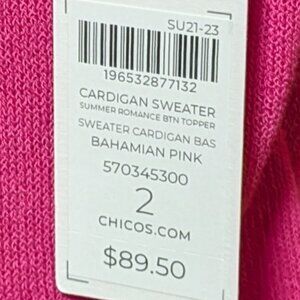 SU21-23
196532877132
CARDIGAN SWEATER
SUMMER ROMANCE BTN TOPPER
SWEATER CARDIGAN BAS
BAHAMIAN PINK
570345300
2
CHICOS.COM
$89.50